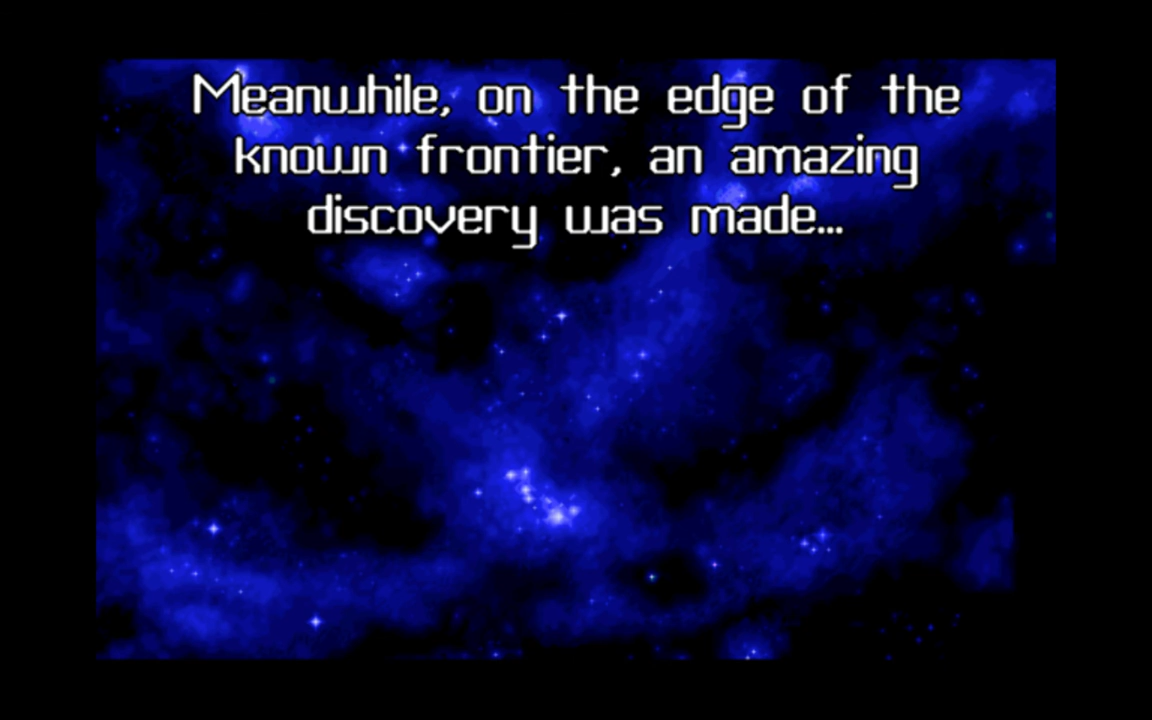 Meanwhile, on the edge of the
known frontier, an amazing
discovery was made...